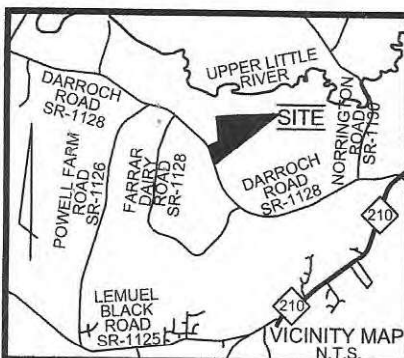 UPPER LITTLE
RIVER
DARROCH
ROAD
SR-1128
SITE
NORRINGTON
ROAD
SR-1130
POWELL FARM
ROAD
SR-1126
FARRAR
DAIRY
ROAD
SR-1128
DARROCH
ROAD
SR-1128
210
LEMUEL
BLACK
ROAD
SR-1125
210
VICINITY MAP
N.T.S.